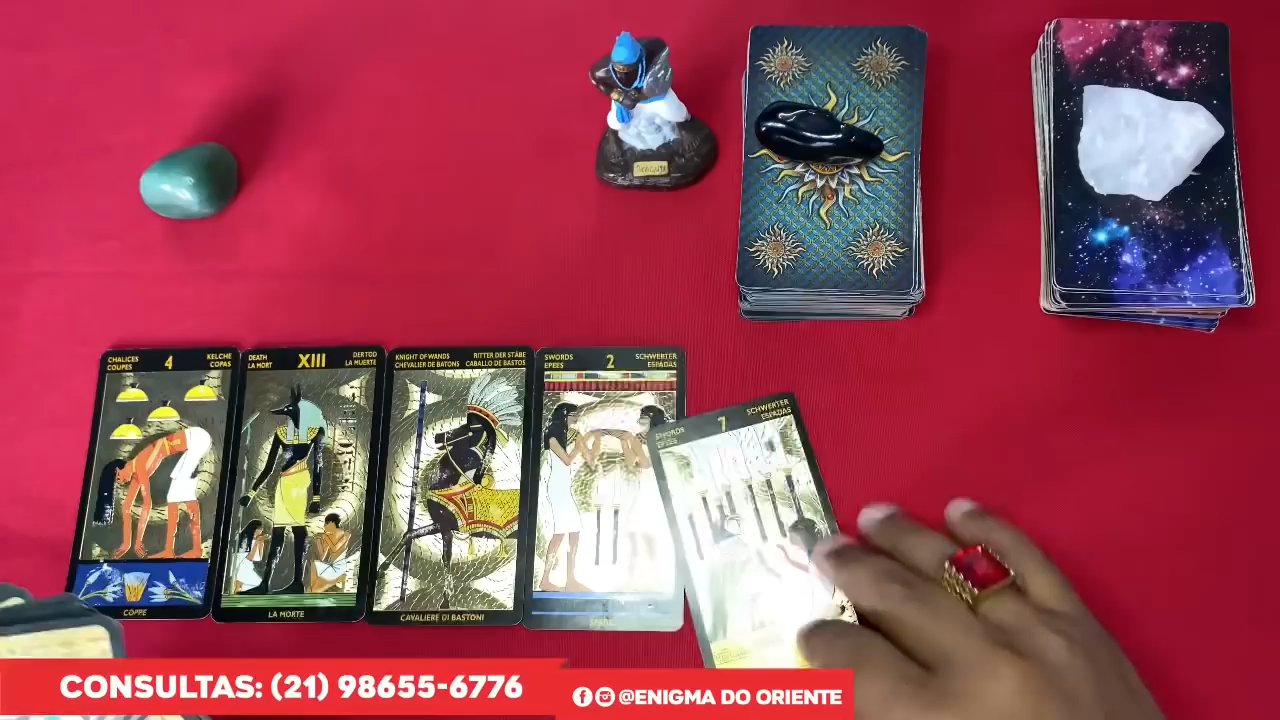 CHALICES
COUPES
4
KELCHE
COPAS
DEATH
LA MORT
XIII
DER TOD
LA MUERTE
KNIGHT OF WANDS
CHEVALIER DE BATONS
RITTER DER STÄBE
CABALLO DE BASTOS
SWORDS
EPEES
2
SCHWERTER
ESPADAS
SWORDS
EPEES
7
SCHWERTER
ESPADAS
COPPE
LA MORTE
CAVALIERE DI BASTONI
SPADE
CONSULTAS: (21) 98655-6776
@ENIGMA DO ORIENTE